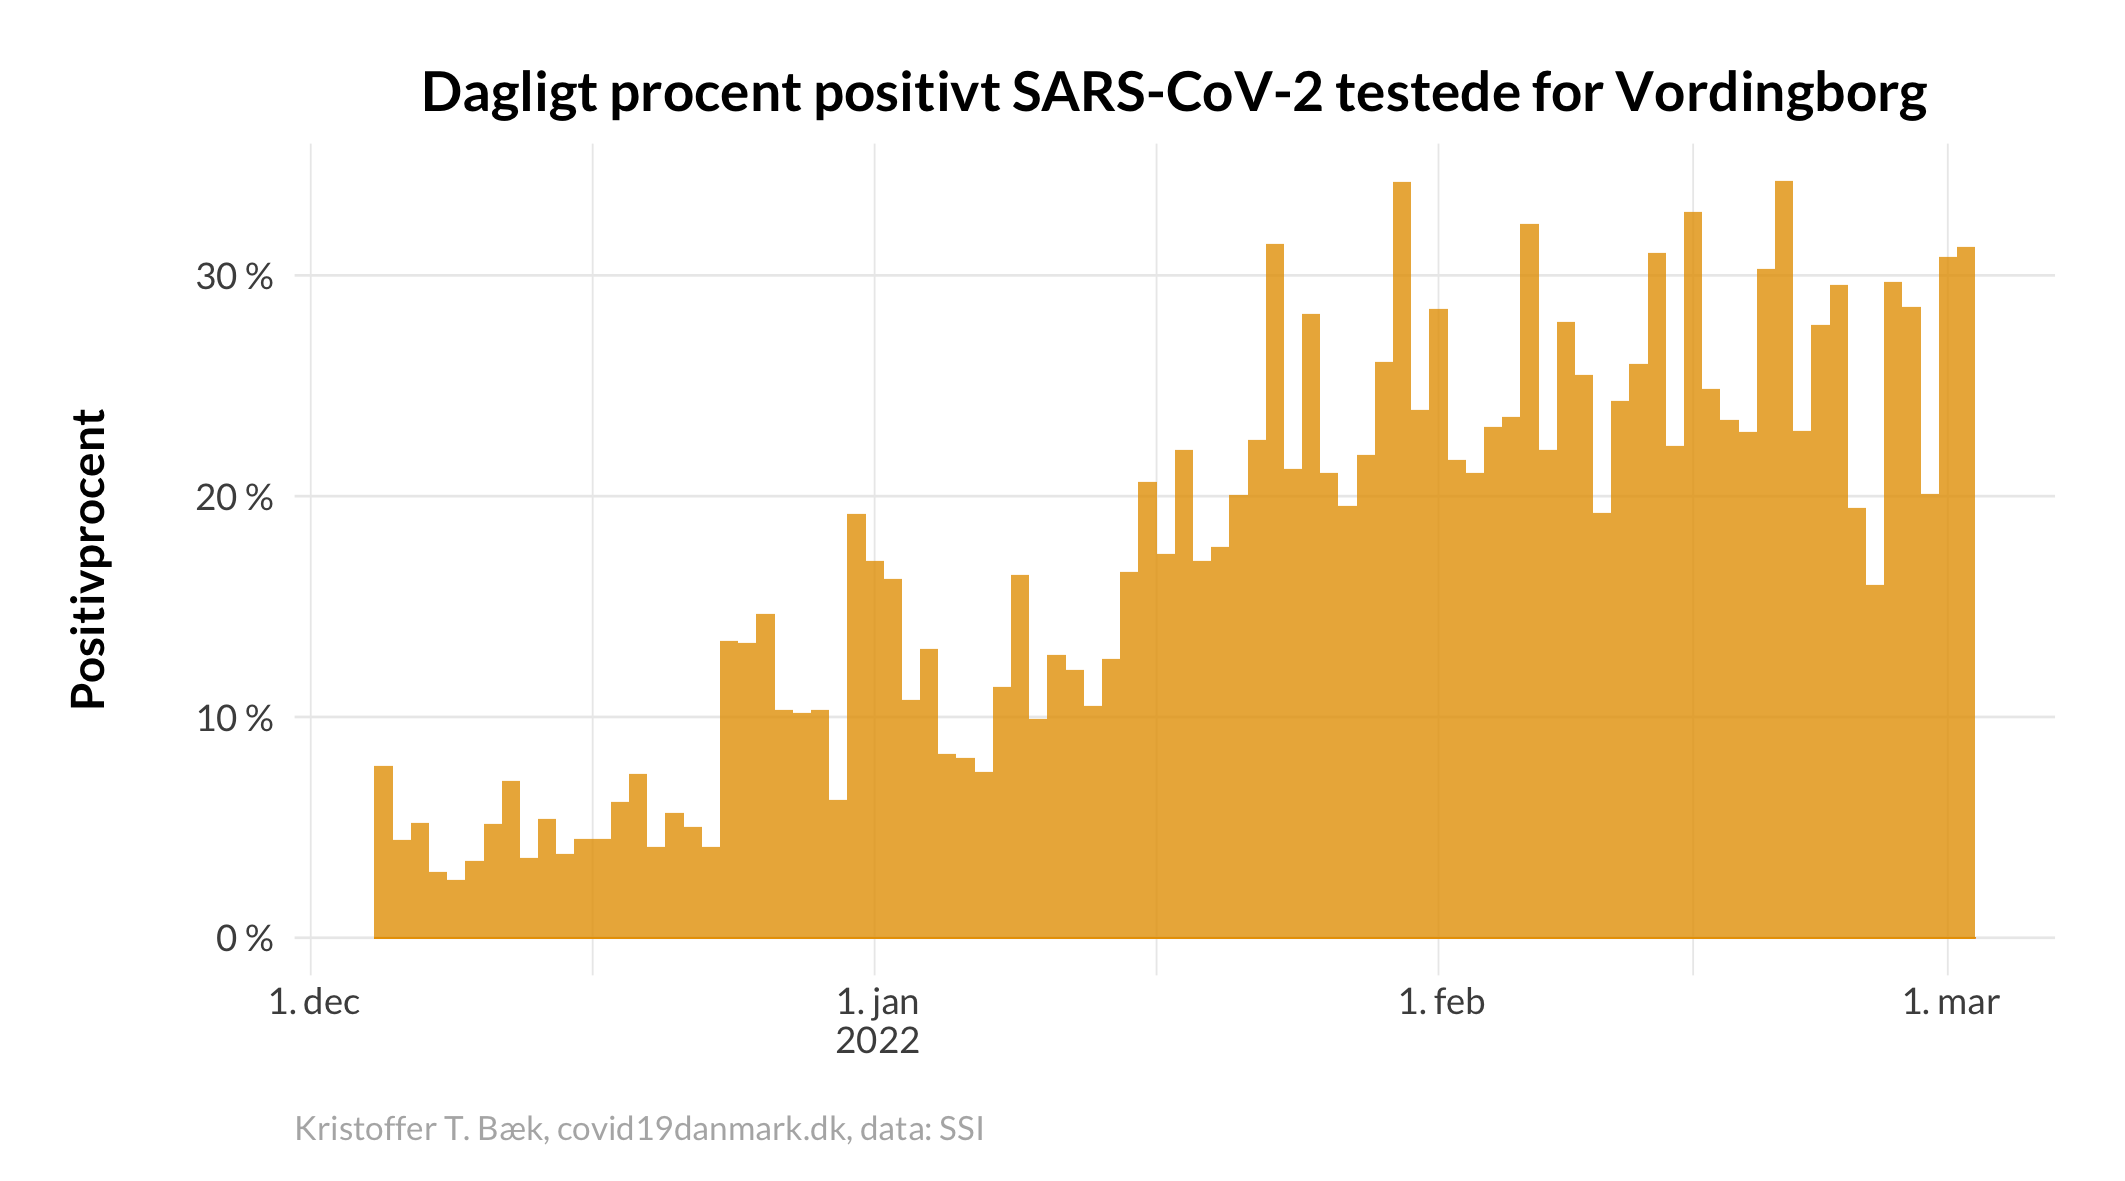 Dagligt procent positivt SARS-CoV-2 testede for Vordingborg
Positivprocent
30 %
20 %
10 %
0 %
1. dec
1. jan
2022
1. feb
1. mar
Kristoffer T. Bæk, covid19danmark.dk, data: SSI